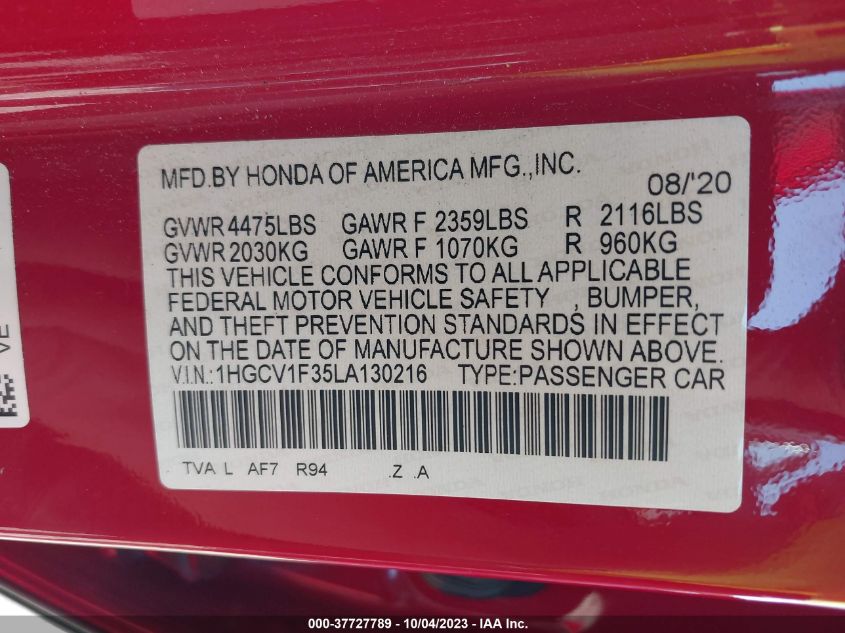 MFD.BY HONDA OF AMERICA MFG.,INC.
08/'20
GVWR 4475LBS GAWR F 2359LBS R 2116LBS
GVWR 2030KG GAWR F 1070KG R 960KG
THIS VEHICLE CONFORMS TO ALL APPLICABLE
FEDERAL MOTOR VEHICLE SAFETY , BUMPER,
AND THEFT PREVENTION STANDARDS IN EFFECT
ON THE DATE OF MANUFACTURE SHOWN ABOVE.
V.I.N.:1HGCV1F35LA130216 TYPE:PASSENGER CAR
TVA L AF7 R94 .Z .A
VE
000-37727789 - 10/04/2023 - IAA Inc.